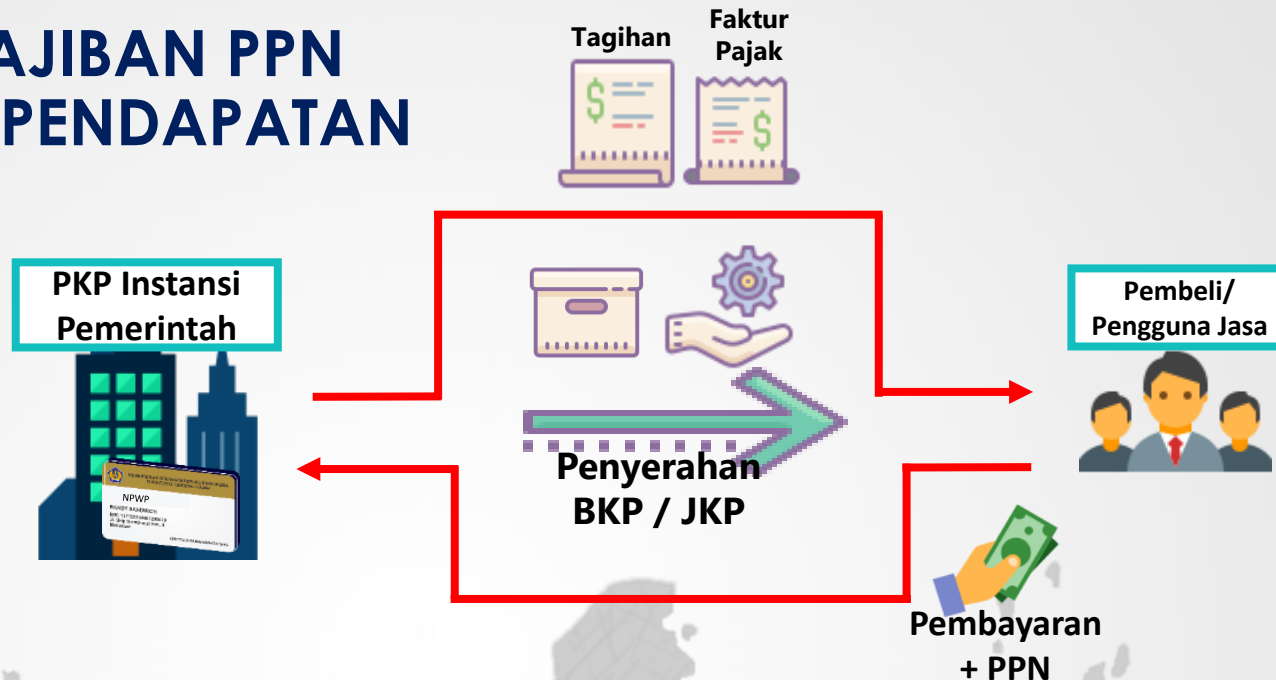 AJIBAN PPN
PENDAPATAN
Tagihan
Faktur
Pajak
PKP Instansi
Pemerintah
Pembeli/
Pengguna Jasa
NPWP
Penyerahan
BKP / JKP
Pembayaran
+ PPN